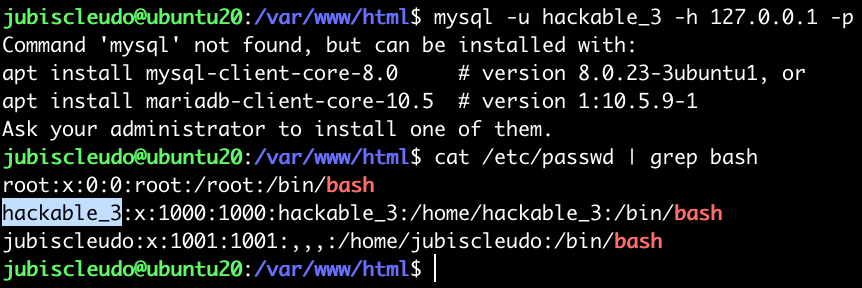 jubiscleudo@ubuntu20:/var/www/html$ mysql -u hackable_3 -h 127.0.0.1 -p
Command 'mysql' not found, but can be installed with:
apt install mysql-client-core-8.0     # version 8.0.23-3ubuntu1, or
apt install mariadb-client-core-10.5  # version 1:10.5.9-1
Ask your administrator to install one of them.
jubiscleudo@ubuntu20:/var/www/html$ cat /etc/passwd | grep bash
root:x:0:0:root:/root:/bin/bash
hackable_3:x:1000:1000:hackable_3:/home/hackable_3:/bin/bash
jubiscleudo:x:1001:1001:,,,:/home/jubiscleudo:/bin/bash
jubiscleudo@ubuntu20:/var/www/html$